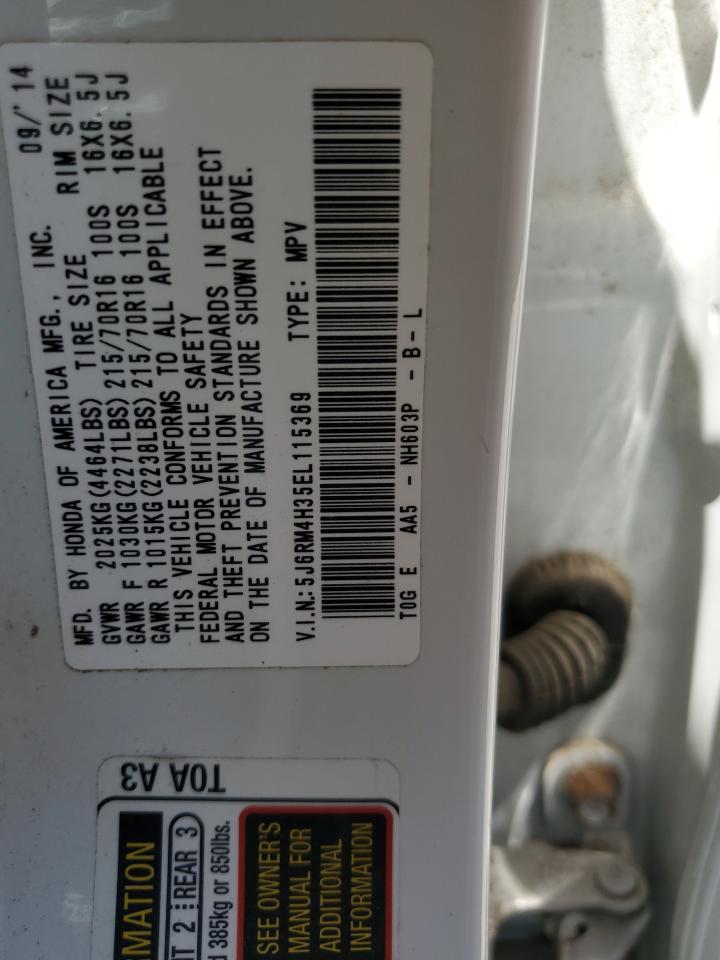 MFD. BY HONDA OF AMERICA MFG., INC. 09/'14
GVWR 2025KG(4464LBS) TIRE SIZE RIM SIZE
GAWR F 1030KG(2271LBS) 215/70R16 100S 16X6.5J
GAWR R 1015KG(2238LBS) 215/70R16 100S 16X6.5J
THIS VEHICLE CONFORMS TO ALL APPLICABLE
FEDERAL MOTOR VEHICLE SAFETY
AND THEFT PREVENTION STANDARDS IN EFFECT
ON THE DATE OF MANUFACTURE SHOWN ABOVE.
V.I.N.: 5J6RM4H35EL115369 TYPE: MPV
T0G E AA5 - NH603P - B - L
T0A A3
MATION
2 REAR 3
385kg or 850lbs.
SEE OWNER'S
MANUAL FOR
ADDITIONAL
INFORMATION